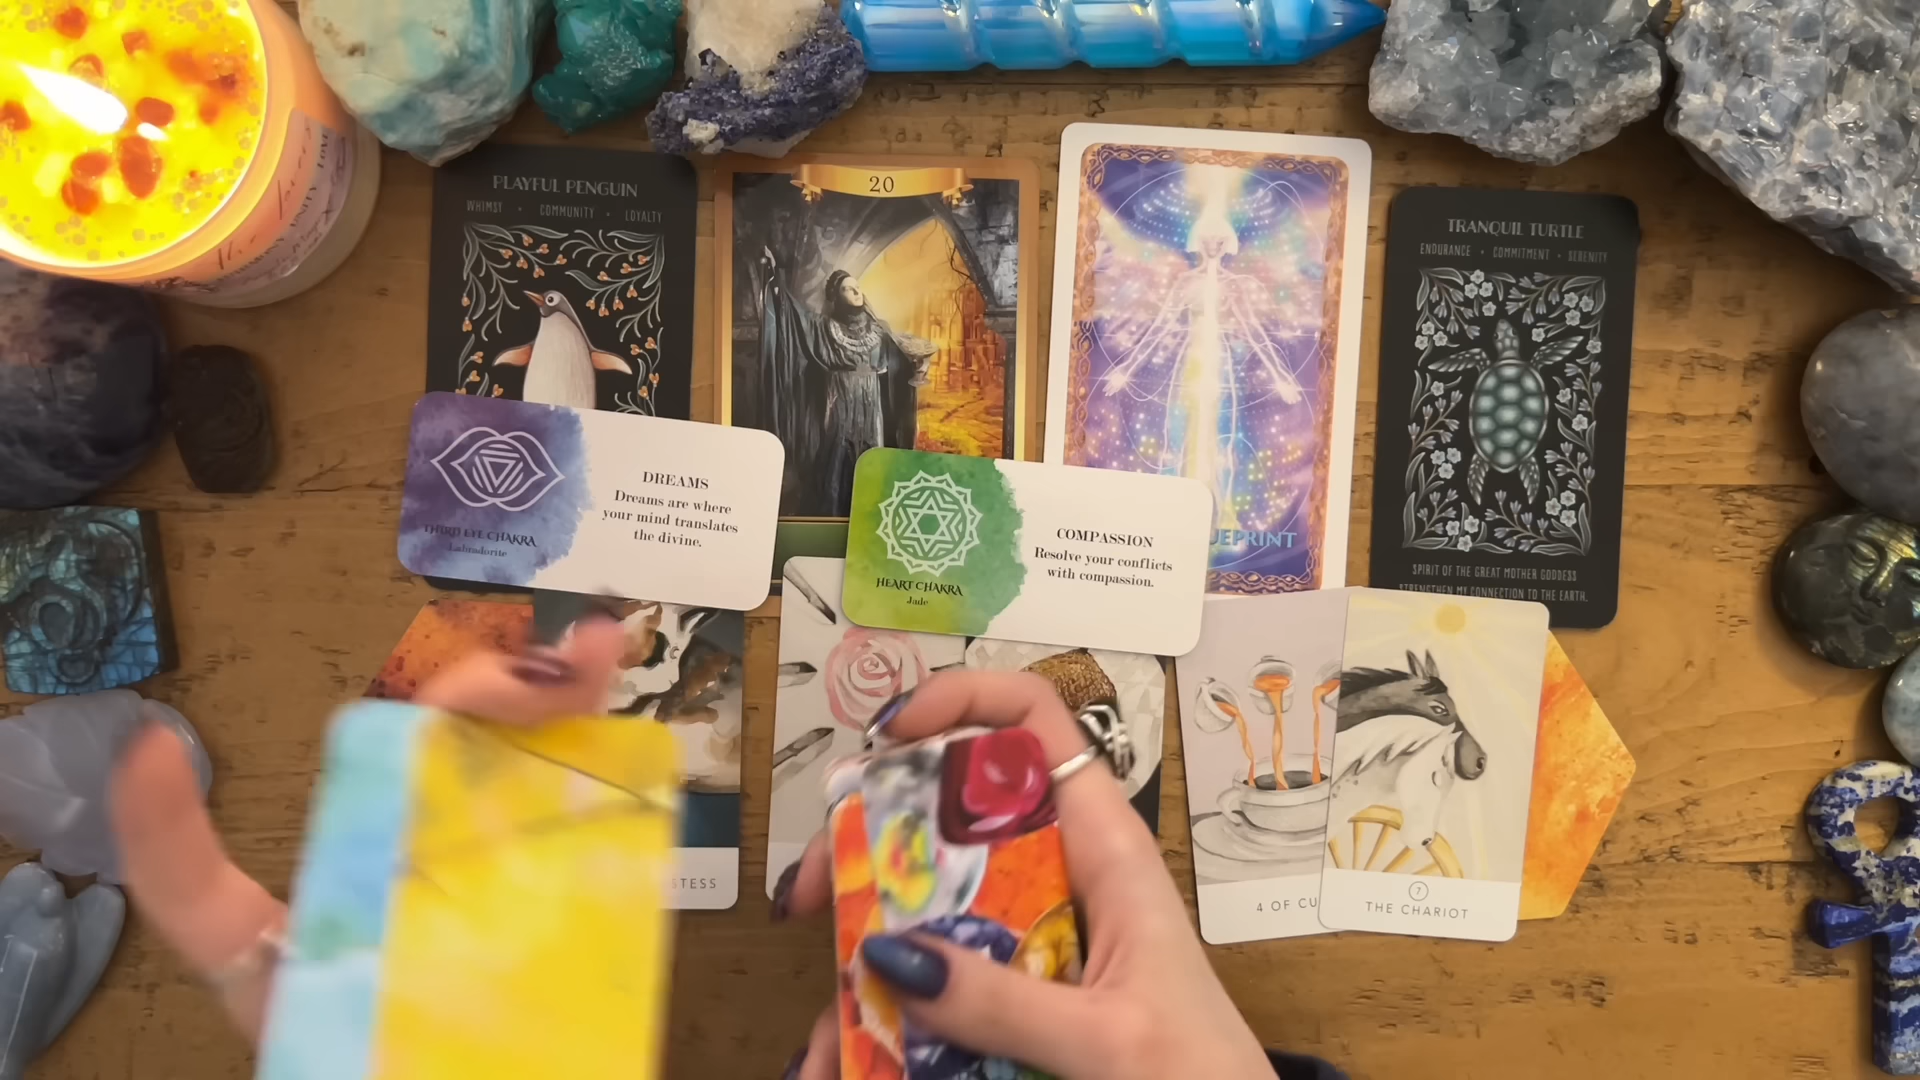 PLAYFUL PENGUIN
WHIMSY • COMMUNITY • LOYALTY
20
TRANQUIL TURTLE
ENDURANCE • COMMITMENT • SERENITY
SPIRIT OF THE GREAT MOTHER GODDESS
STRENGTHEN MY CONNECTION TO THE EARTH.
UEPRINT
THIRD EYE CHAKRA
Labradorite
DREAMS
Dreams are where
your mind translates
the divine.
HEART CHAKRA
Jade
COMPASSION
Resolve your conflicts
with compassion.
STESS
4 OF CU
7
THE CHARIOT